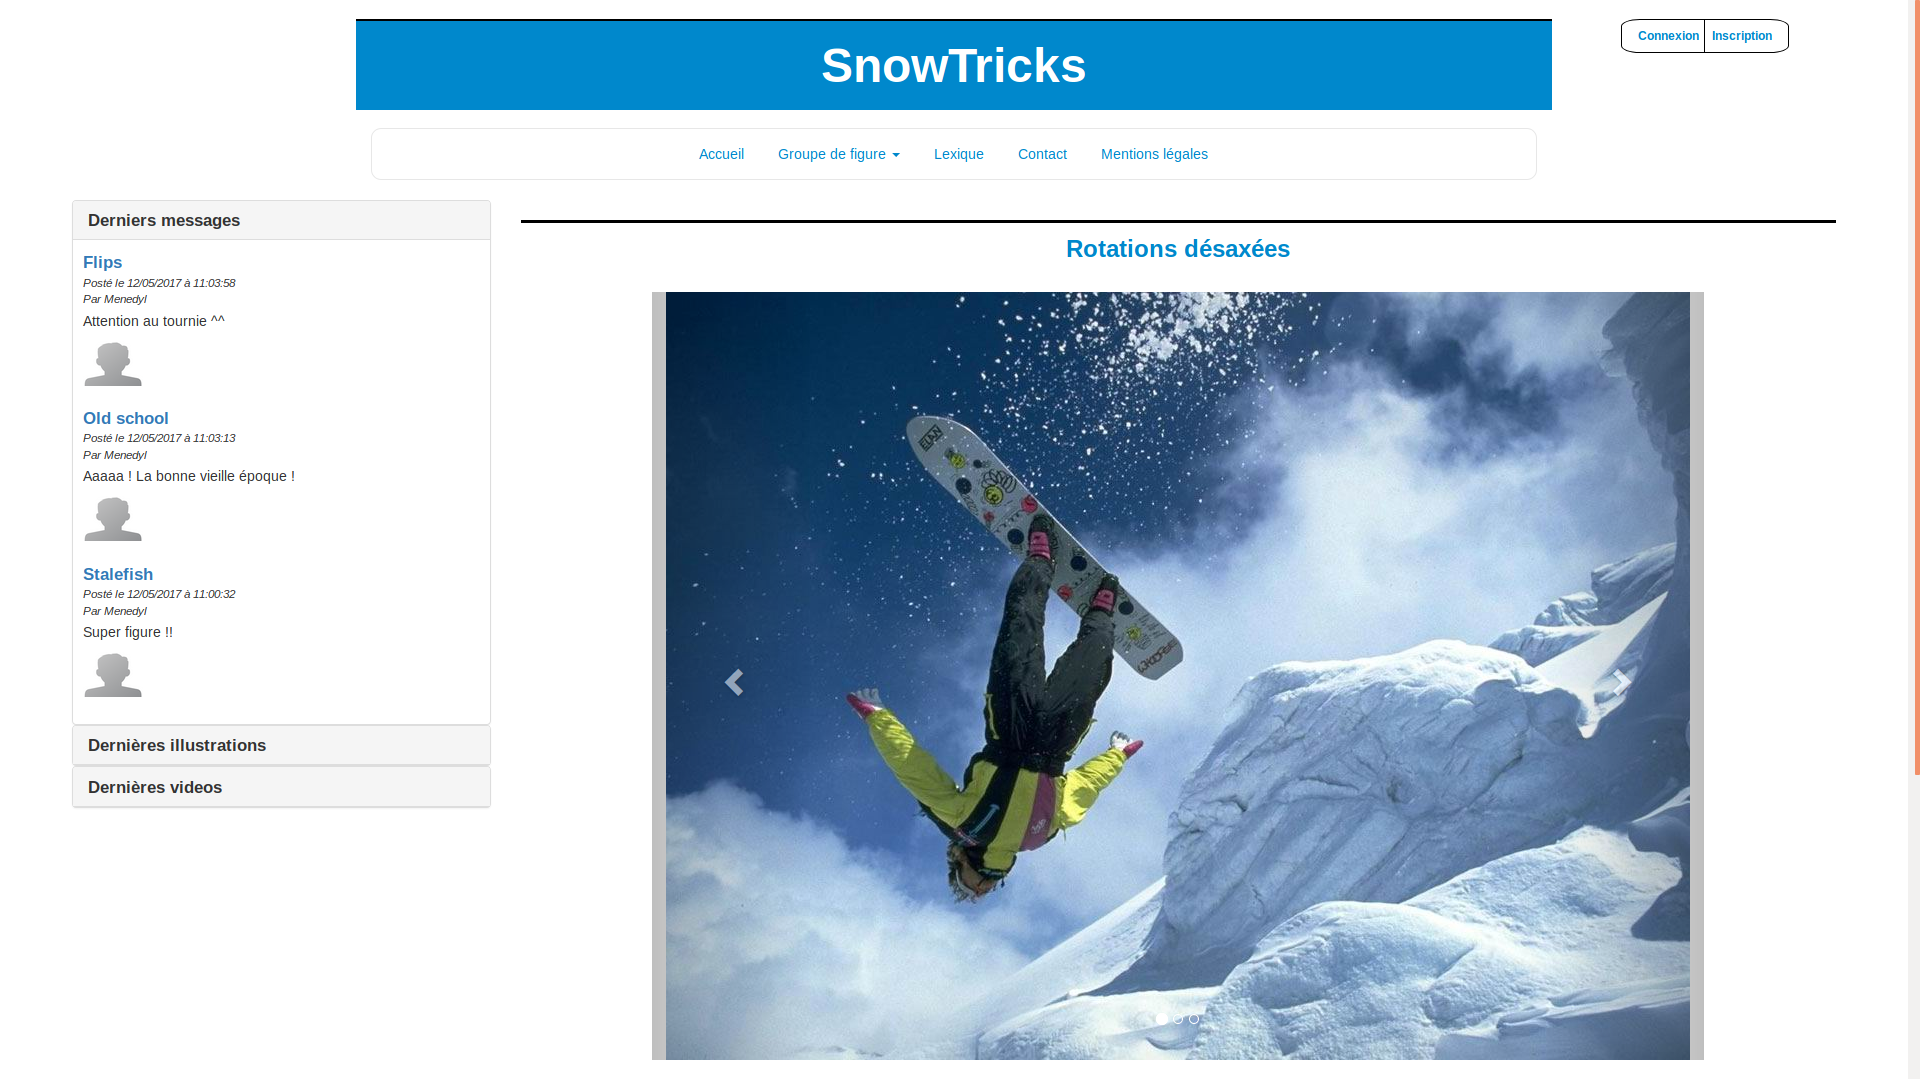 SnowTricks
Connexion Inscription
Accueil Groupe de figure Lexique Contact Mentions légales
Derniers messages
Flips
Posté le 12/05/2017 à 11:03:58
Par Menedyl
Attention au tournie ^^
Old school
Posté le 12/05/2017 à 11:03:13
Par Menedyl
Aaaaa ! La bonne vieille époque !
Stalefish
Posté le 12/05/2017 à 11:00:32
Par Menedyl
Super figure !!
Dernières illustrations
Dernières videos
Rotations désaxées
ELAN